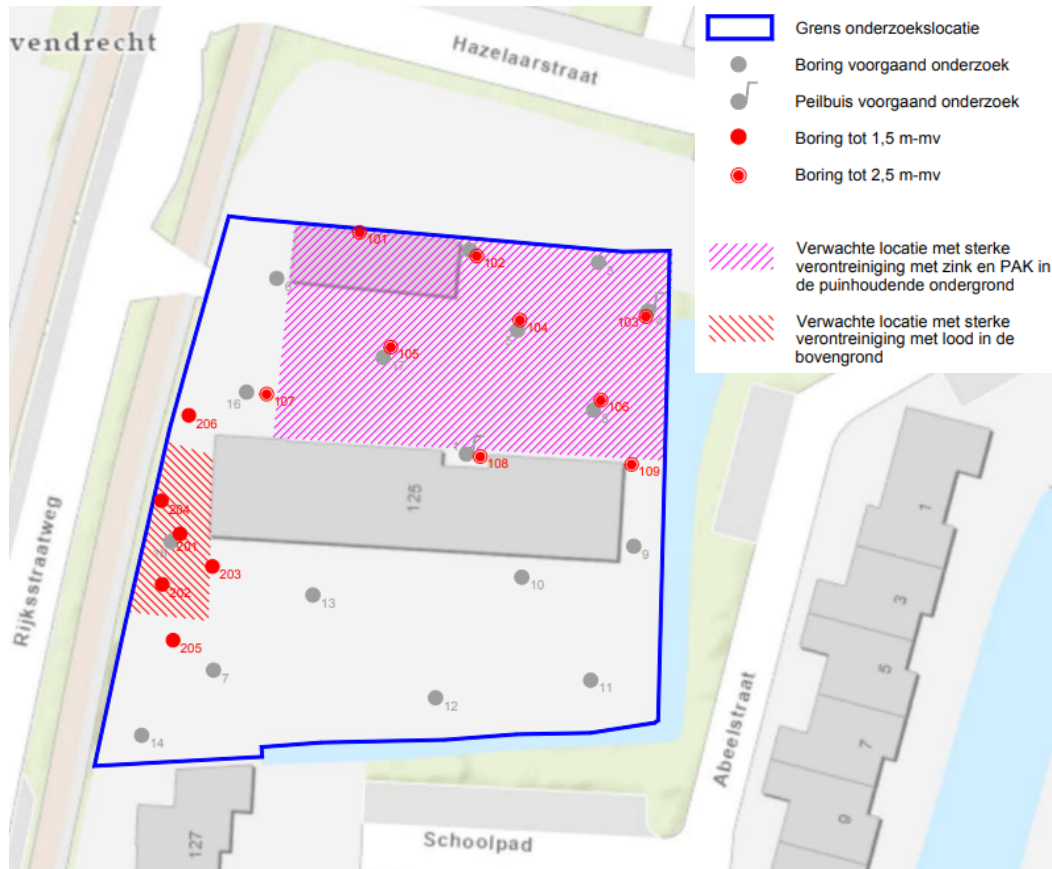 vendrecht
Hazelaarstraat
Grens onderzoekslocatie
Boring voorgaand onderzoek
Peilbuis voorgaand onderzoek
Boring tot 1,5 m-mv
Boring tot 2,5 m-mv
Verwachte locatie met sterke
verontreiniging met zink en PAK in
de puinhoudende ondergrond
Verwachte locatie met sterke
verontreiniging met lood in de
bovengrond
101
102
3
6
103
104
105
17
16
107
106
5
206
108
109
125
204
201
203
202
9
10
13
205
7
11
12
14
Rijksstraatweg
Abeelstraat
1
3
5
7
9
127
Schoolpad